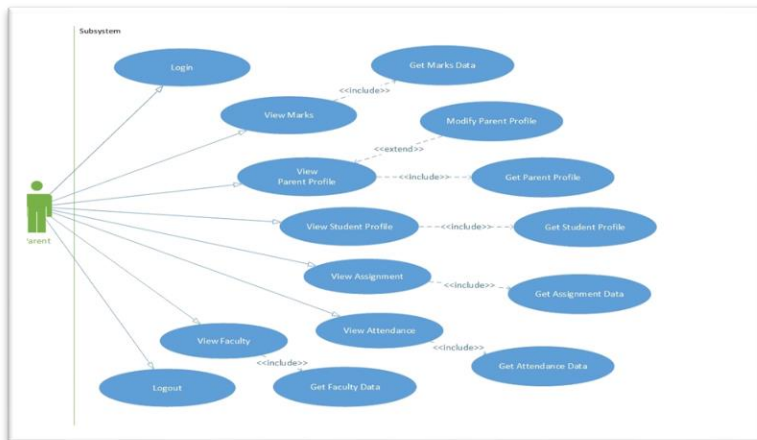 Subsystem
Login
Get Marks Data
<<include>>
View Marks
Modify Parent Profile
<<extend>>
View
Parent Profile
<<include>>
Get Parent Profile
View Student Profile
<<include>>
Get Student Profile
View Assignment
<<include>>
Get Assignment Data
View Attendance
View Faculty
<<include>>
<<include>>
Get Attendance Data
Logout
Get Faculty Data
arent